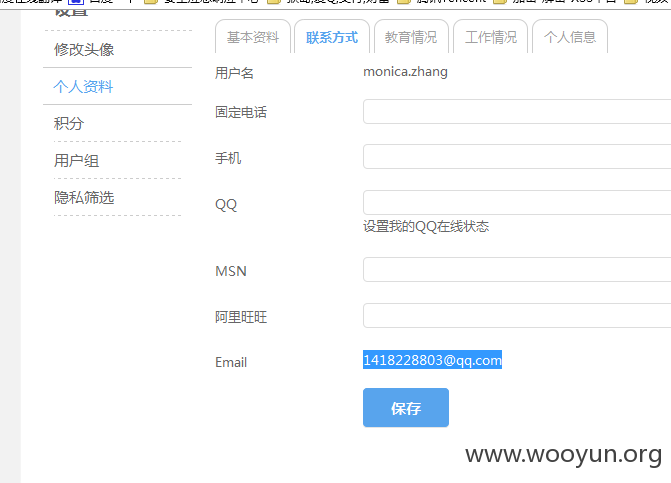 设置
修改头像
个人资料
积分
用户组
隐私筛选
基本资料 联系方式 教育情况 工作情况 个人信息
用户名 monica.zhang
固定电话
手机
QQ
设置我的QQ在线状态
MSN
阿里旺旺
Email 1418228803@qq.com
保存
www.wooyun.org